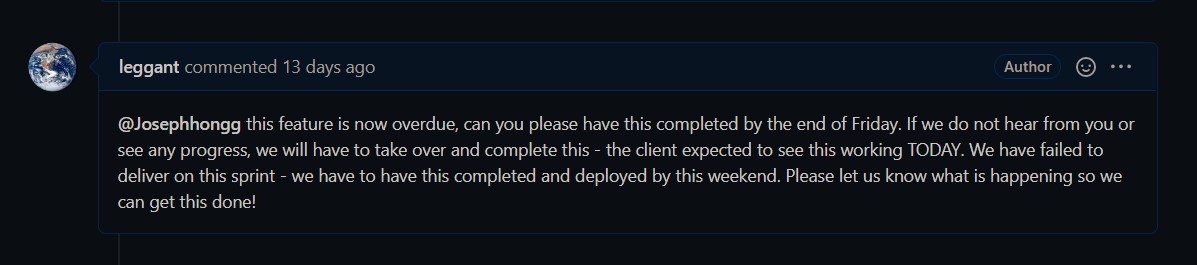 leggant commented 13 days ago
Author
@Josephhongg this feature is now overdue, can you please have this completed by the end of Friday. If we do not hear from you or
see any progress, we will have to take over and complete this - the client expected to see this working TODAY. We have failed to
deliver on this sprint - we have to have this completed and deployed by this weekend. Please let us know what is happening so we
can get this done!